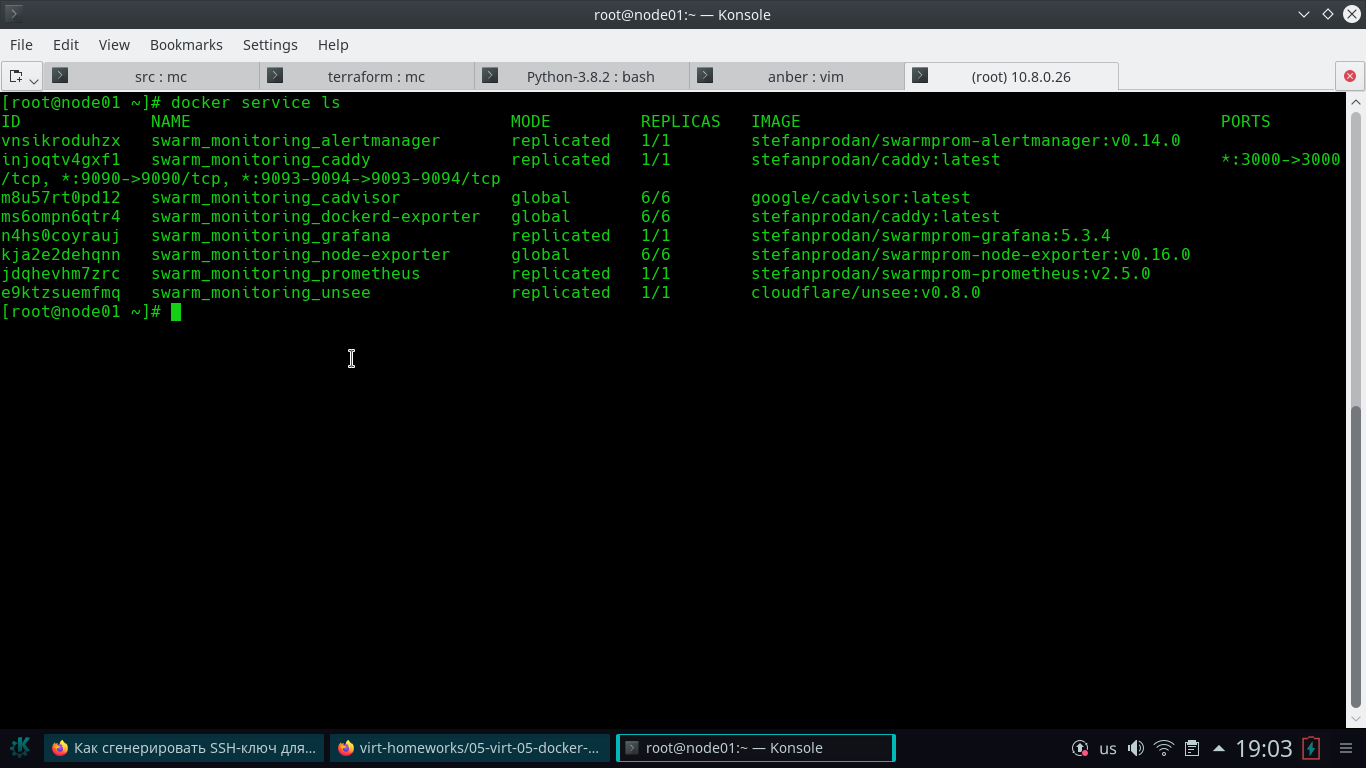 root@node01:~ — Konsole
File Edit View Bookmarks Settings Help
src : mc terraform : mc Python-3.8.2 : bash anber : vim (root) 10.8.0.26
[root@node01 ~]# docker service ls
ID NAME MODE REPLICAS IMAGE PORTS
vnsikroduhzx swarm_monitoring_alertmanager replicated 1/1 stefanprodan/swarmprom-alertmanager:v0.14.0
injoqtv4gxf1 swarm_monitoring_caddy replicated 1/1 stefanprodan/caddy:latest *:3000->3000
/tcp, *:9090->9090/tcp, *:9093-9094->9093-9094/tcp
m8u57rt0pd12 swarm_monitoring_cadvisor global 6/6 google/cadvisor:latest
ms6ompn6qtr4 swarm_monitoring_dockerd-exporter global 6/6 stefanprodan/caddy:latest
n4hs0coyrauj swarm_monitoring_grafana replicated 1/1 stefanprodan/swarmprom-grafana:5.3.4
kja2e2dehqnn swarm_monitoring_node-exporter global 6/6 stefanprodan/swarmprom-node-exporter:v0.16.0
jdqhevhm7zrc swarm_monitoring_prometheus replicated 1/1 stefanprodan/swarmprom-prometheus:v2.5.0
e9ktzsuemfmq swarm_monitoring_unsee replicated 1/1 cloudflare/unsee:v0.8.0
[root@node01 ~]#
Как сгенерировать SSH-ключ для... virt-homeworks/05-virt-05-docker-... root@node01:~ — Konsole us 19:03